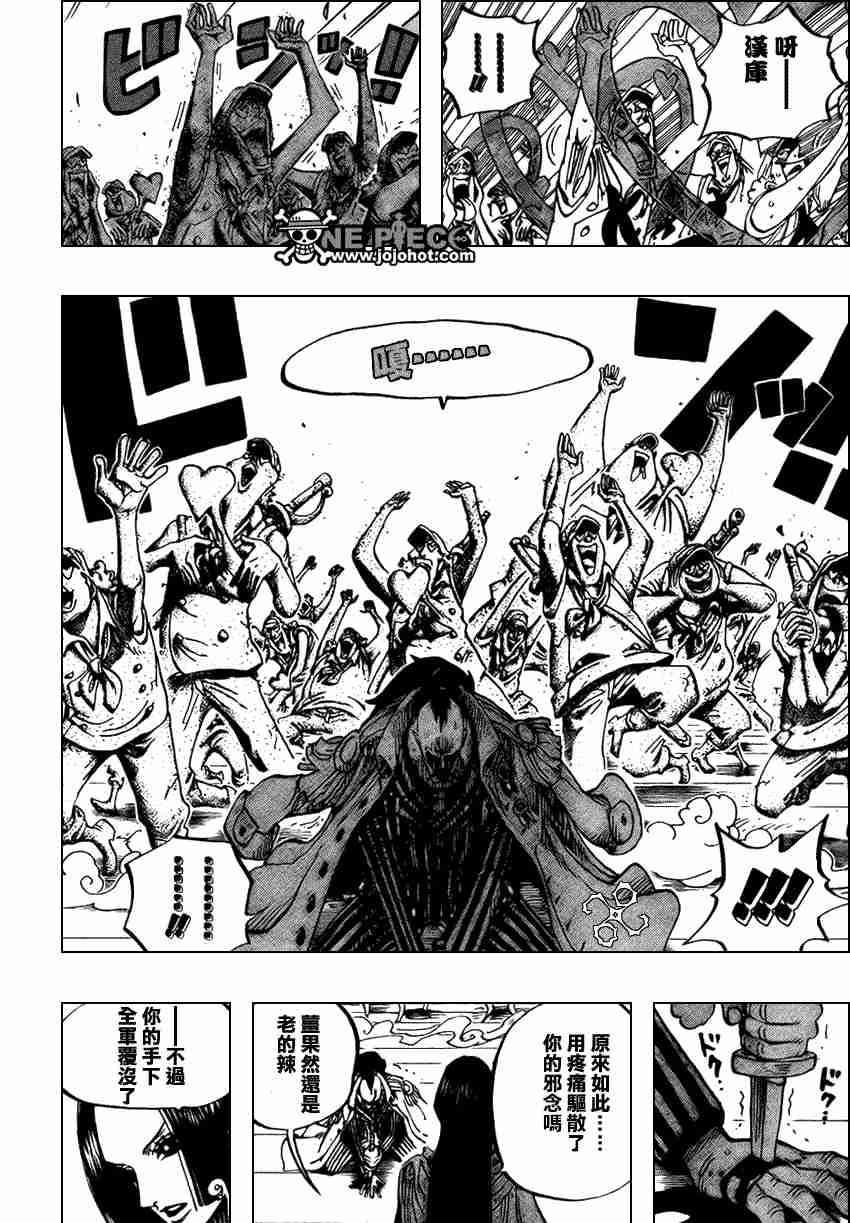 呀——
漢庫
………!!
ビシッ!!
ONE PIECE
www.jojohot.com
嘎………
!!!!
………!!
ドク
ドク
原來如此……
用疼痛驅散了
你的邪念嗎
薑果然還是
老的辣
——不過
你的手下
全軍覆沒了